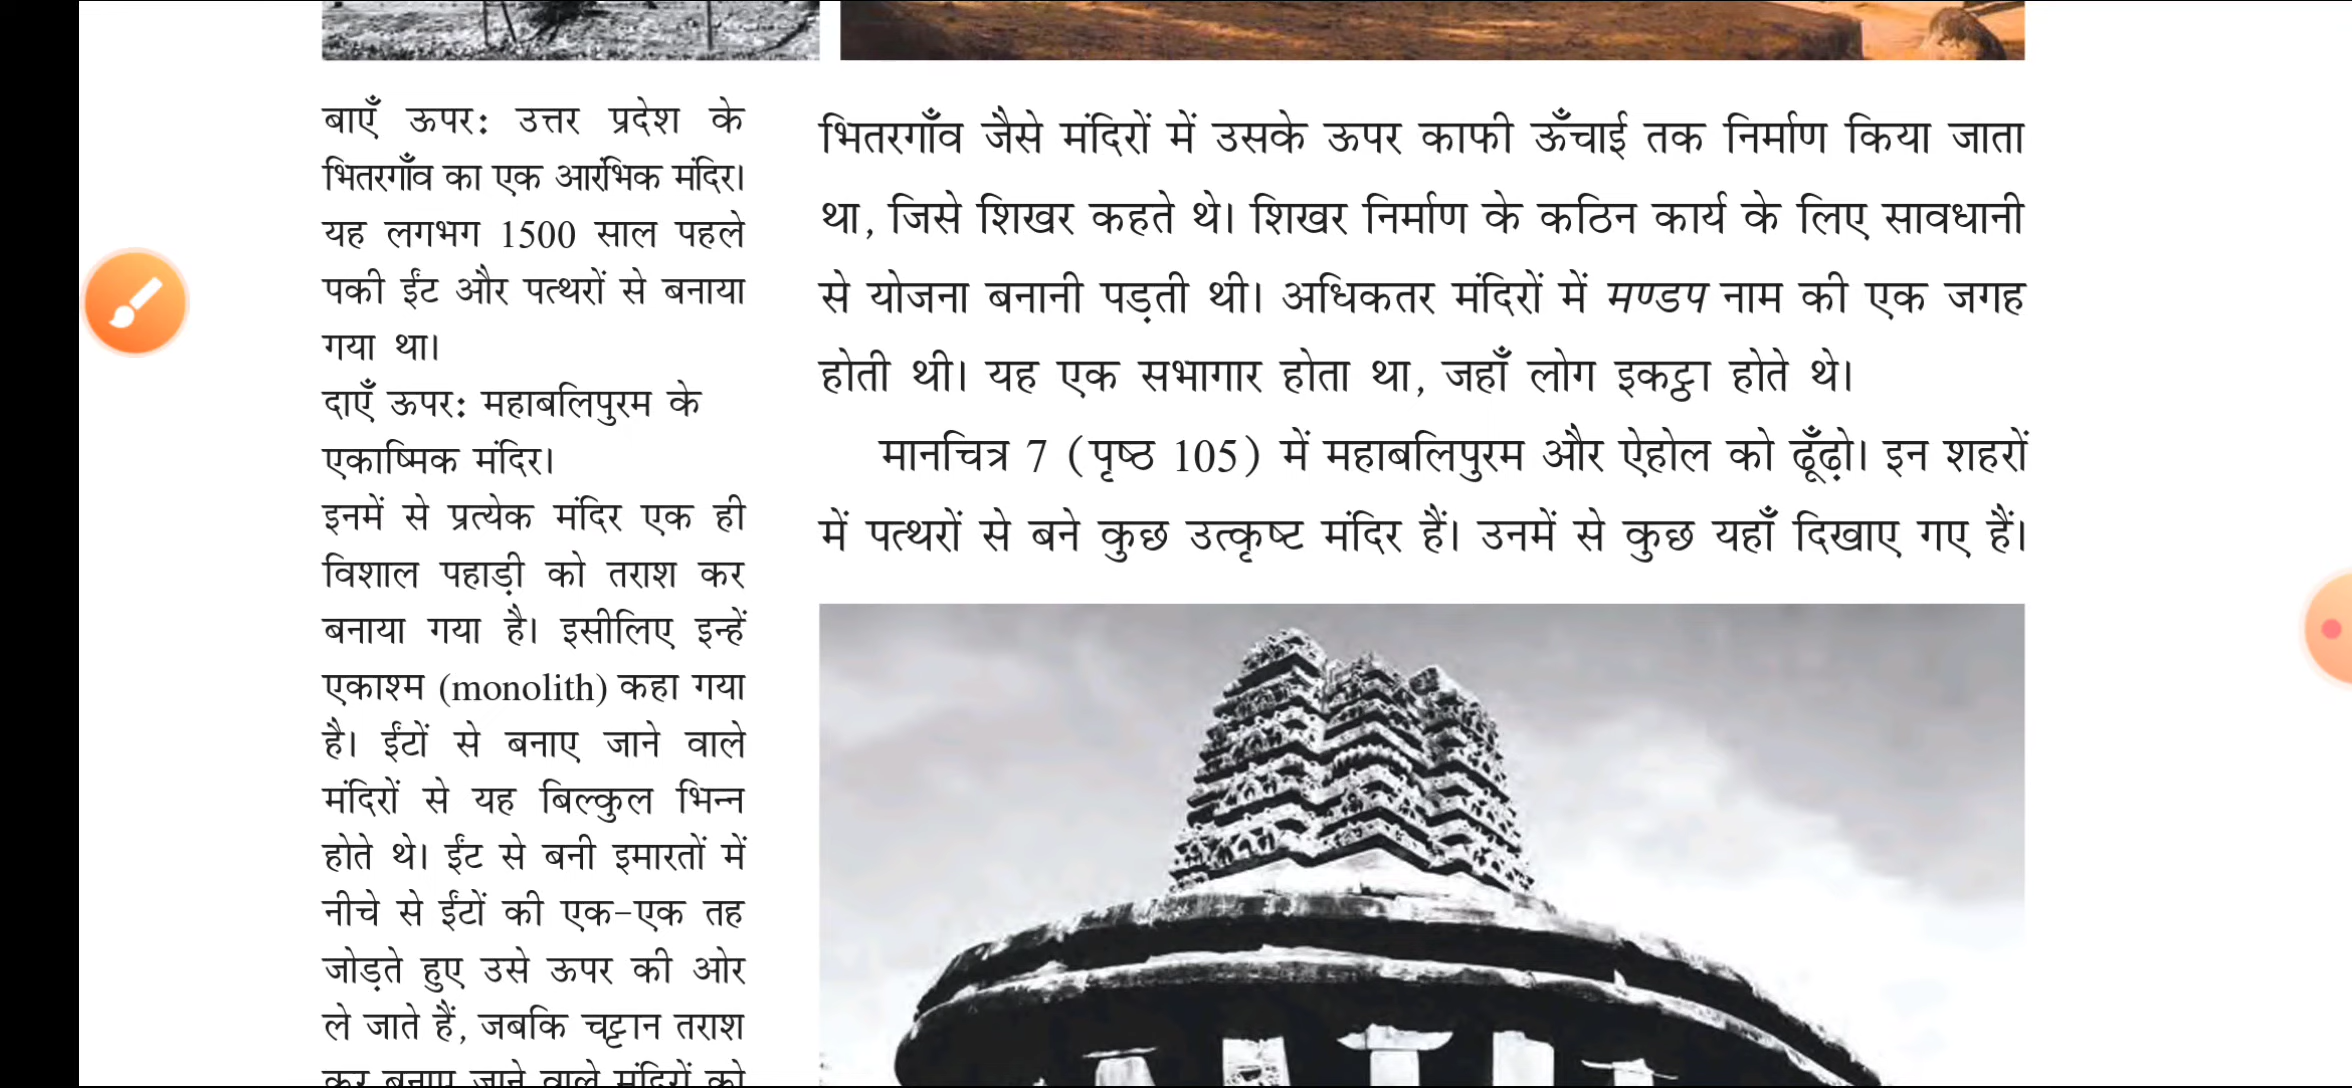 बाएँ ऊपर: उत्तर प्रदेश के
भितरगाँव का एक आरंभिक मंदिर।
यह लगभग 1500 साल पहले
पकी ईंट और पत्थरों से बनाया
गया था।
दाएँ ऊपर: महाबलिपुरम के
एकाष्मिक मंदिर।
इनमें से प्रत्येक मंदिर एक ही
विशाल पहाड़ी को तराश कर
बनाया गया है। इसीलिए इन्हें
एकाश्म (monolith) कहा गया
है। ईंटों से बनाए जाने वाले
मंदिरों से यह बिल्कुल भिन्न
होते थे। ईंट से बनी इमारतों में
नीचे से ईंटों की एक-एक तह
जोड़ते हुए उसे ऊपर की ओर
ले जाते हैं, जबकि चट्टान तराश
कर बनाए जाने वाले मंदिरों को
भितरगाँव जैसे मंदिरों में उसके ऊपर काफी ऊँचाई तक निर्माण किया जाता
था, जिसे शिखर कहते थे। शिखर निर्माण के कठिन कार्य के लिए सावधानी
से योजना बनानी पड़ती थी। अधिकतर मंदिरों में मण्डप नाम की एक जगह
होती थी। यह एक सभागार होता था, जहाँ लोग इकट्ठा होते थे।
मानचित्र 7 (पृष्ठ 105) में महाबलिपुरम और ऐहोल को ढूँढ़ो। इन शहरों
में पत्थरों से बने कुछ उत्कृष्ट मंदिर हैं। उनमें से कुछ यहाँ दिखाए गए हैं।